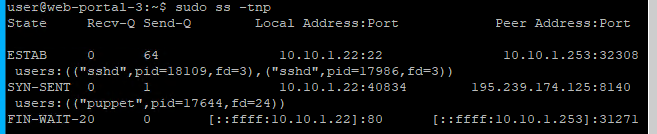 user@web-portal-3:~$ sudo ss -tnp
State Recv-Q Send-Q Local Address:Port Peer Address:Port
ESTAB 0 64 10.10.1.22:22 10.10.1.253:32308
users:(("sshd",pid=18109,fd=3),("sshd",pid=17986,fd=3))
SYN-SENT 0 1 10.10.1.22:40834 195.239.174.125:8140
users:(("puppet",pid=17644,fd=24))
FIN-WAIT-20 0 [::ffff:10.10.1.22]:80 [::ffff:10.10.1.253]:31271